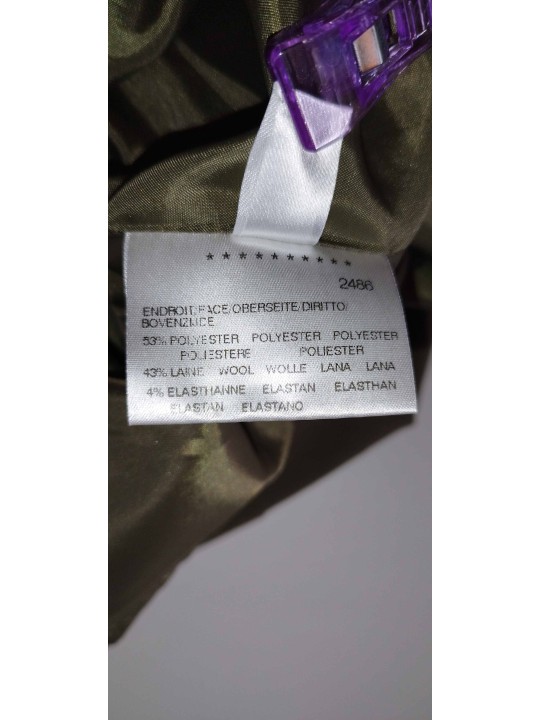 * * * * * * * * * *
2486
ENDROIT/FACE/OBERSEITE/DIRITTO/
BOVENZIJDE
53% POLYESTER POLYESTER POLYESTER
POLIESTERE POLIESTER
43% LAINE WOOL WOLLE LANA LANA
4% ELASTHANNE ELASTAN ELASTHAN
ELASTAN ELASTANO